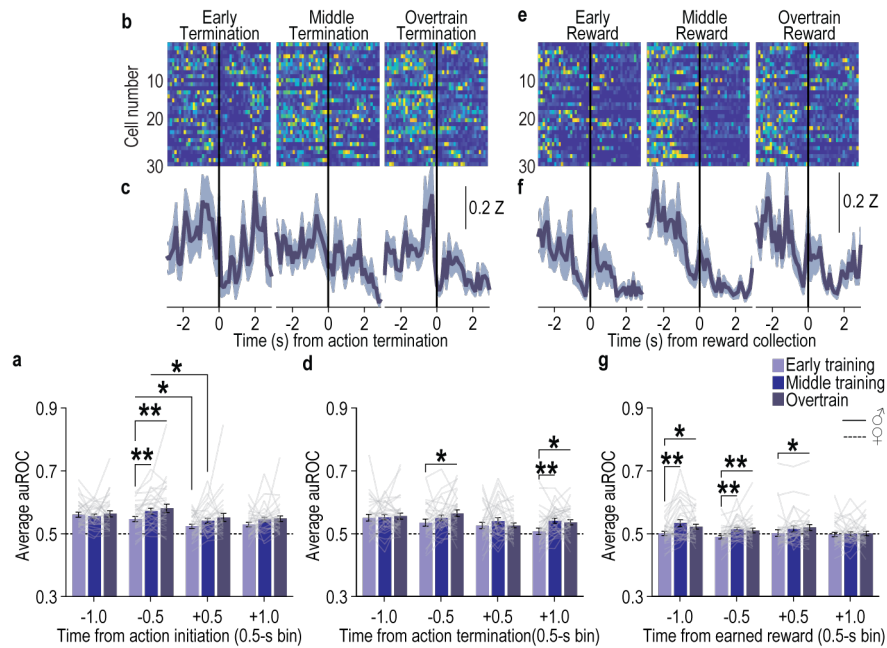 b
Early
Termination
Middle
Termination
Overtrain
Termination
Cell number
10
20
30
c
0.2 Z
-2 0 2 -2 0 2 -2 0 2
Time (s) from action termination
e
Early
Reward
Middle
Reward
Overtrain
Reward
10
20
30
f
0.2 Z
-2 0 2 -2 0 2 -2 0 2
Time (s) from reward collection
a
* * ** **
Average auROC
0.9
0.7
0.5
0.3
-1.0 -0.5 +0.5 +1.0
Time from action initiation (0.5-s bin)
d
* * **
Average auROC
0.9
0.7
0.5
0.3
-1.0 -0.5 +0.5 +1.0
Time from action termination(0.5-s bin)
g
* ** ** ** *
Average auROC
0.9
0.7
0.5
0.3
-1.0 -0.5 +0.5 +1.0
Time from earned reward (0.5-s bin)
Early training
Middle training
Overtrain
♂
♀